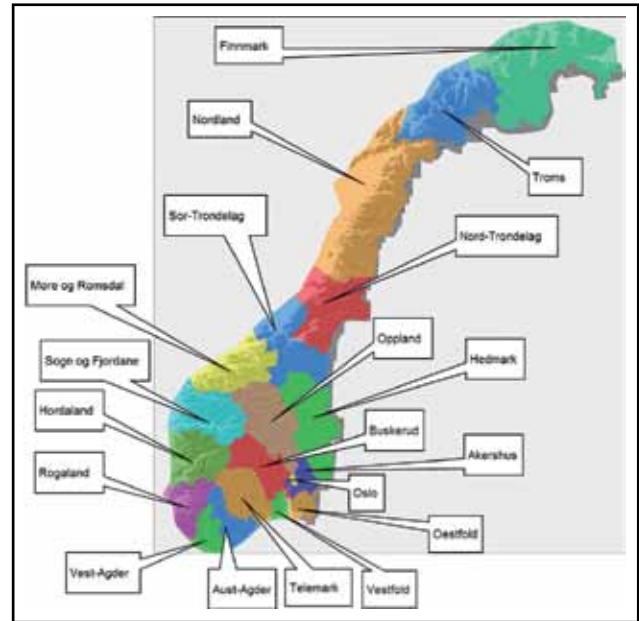 Finnmark
Nordland
Troms
Sor-Trondelag
Nord-Trondelag
More og Romsdal
Oppland
Sogn og Fjordane
Hedmark
Hordaland
Buskerud
Akershus
Rogaland
Oslo
Oestfold
Vest-Agder
Aust-Agder
Telemark
Vestfold